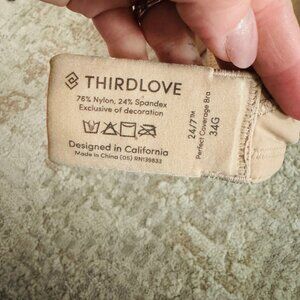 THIRDLOVE
76% Nylon, 24% Spandex
Exclusive of decoration
Designed in California
Made in China (05) RN139833
24/7™
Perfect Coverage Bra
34G